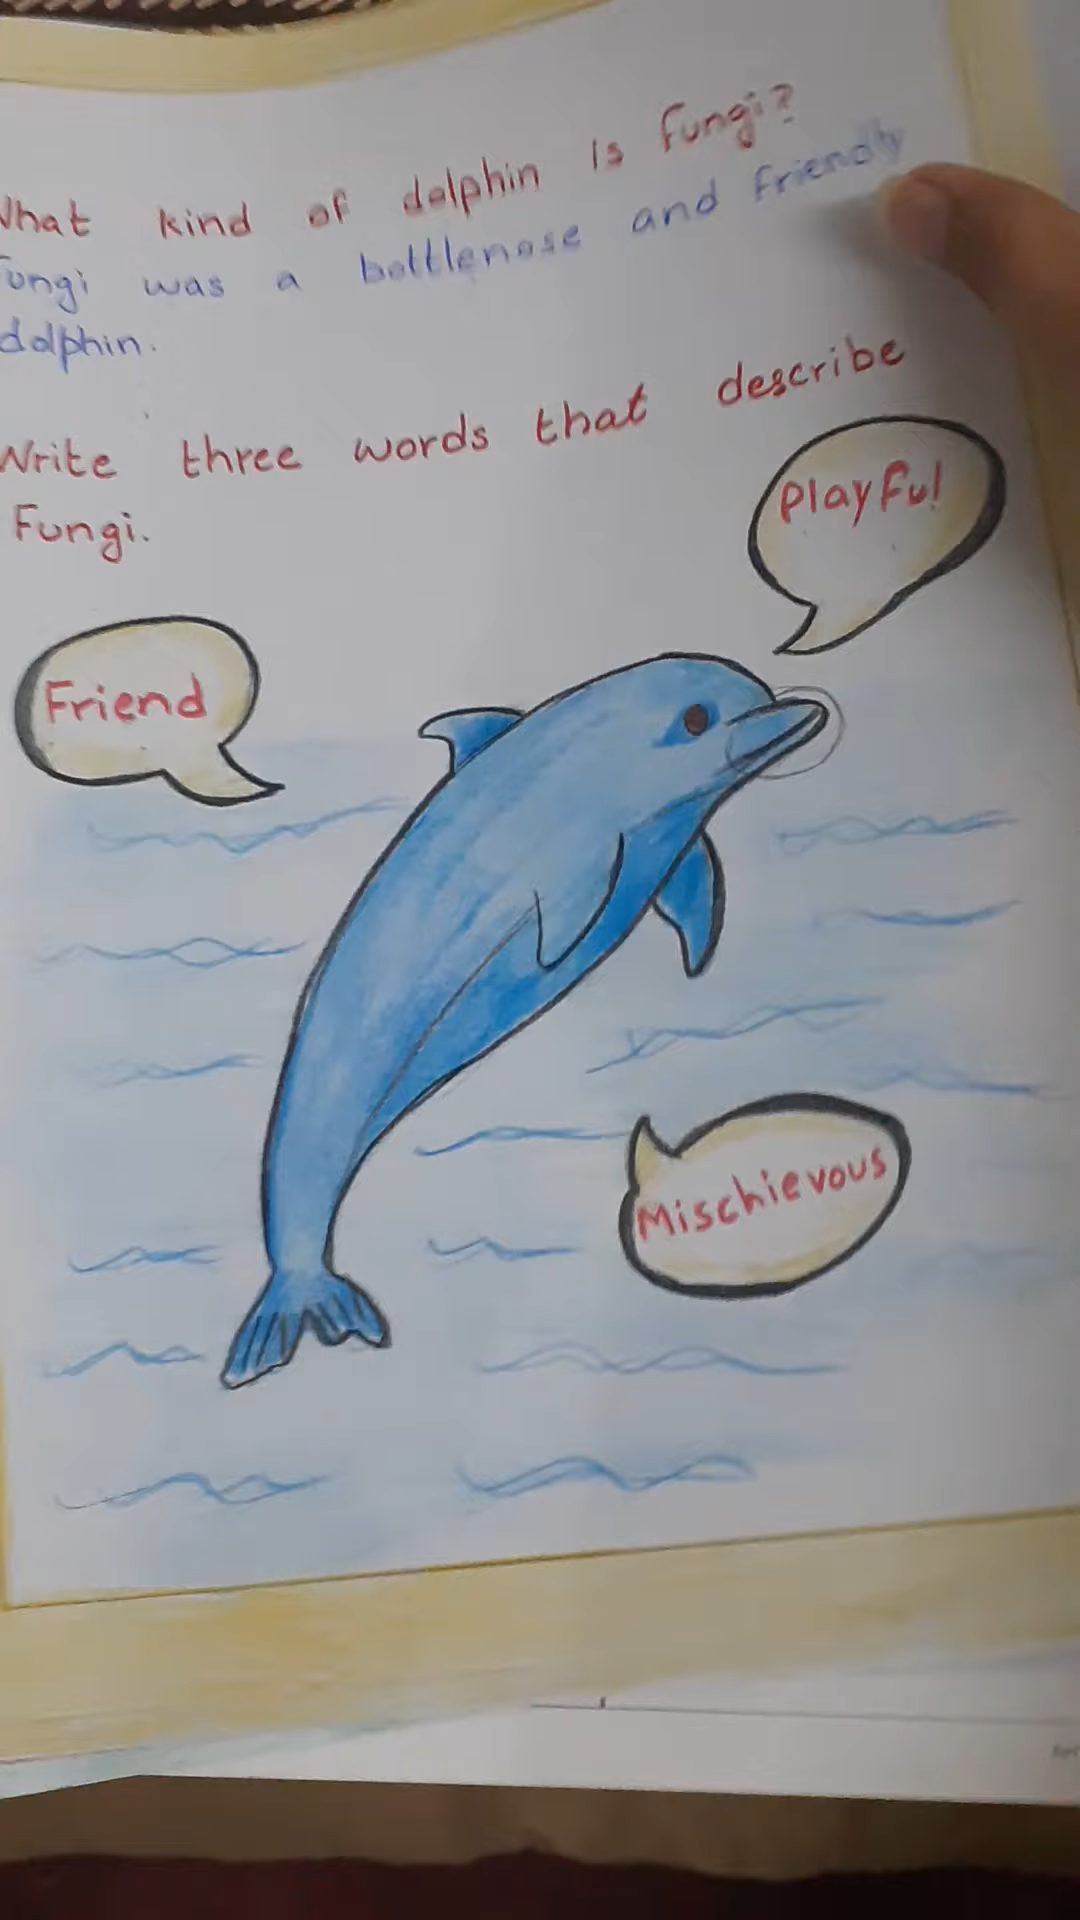 What kind of dolphin is Fungi?
Fungi was a bottlenose and friendly
dolphin.
Write three words that describe
Fungi.
Playful
Friend
Mischievous